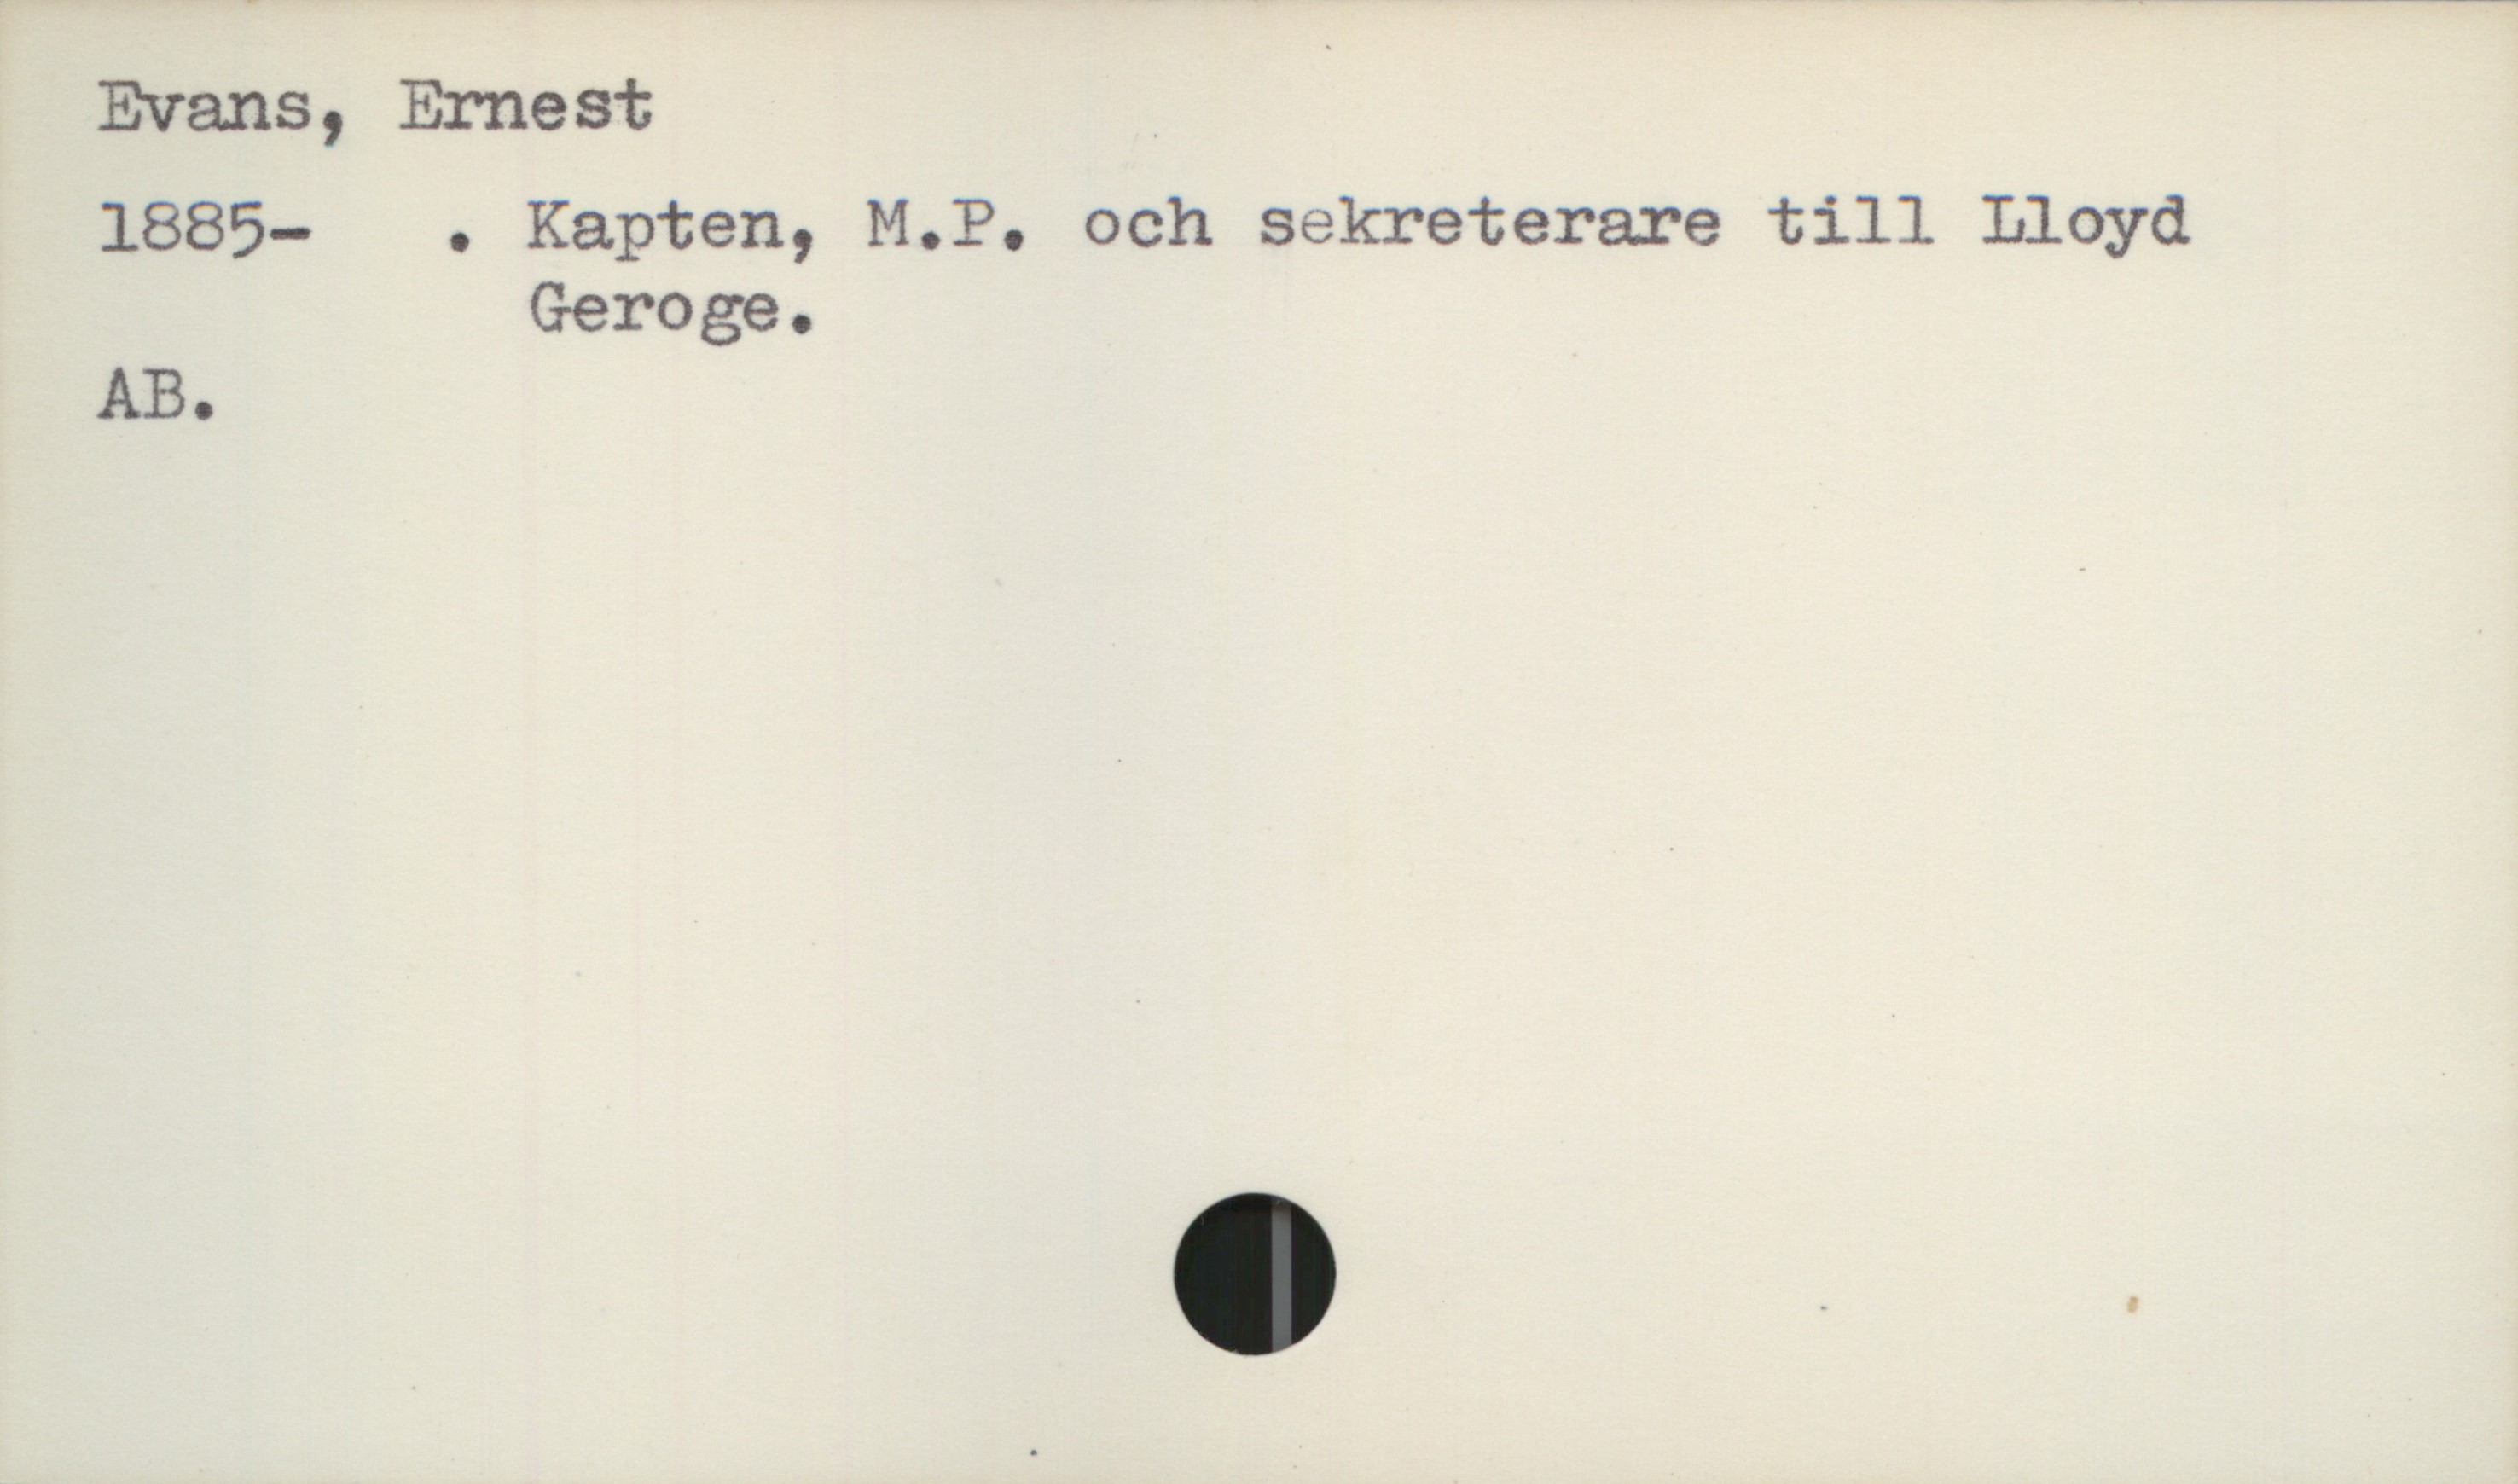 Evans, Ernest
1885-   . Kapten, M.P. och sekreterare till Lloyd
Geroge.
AB.